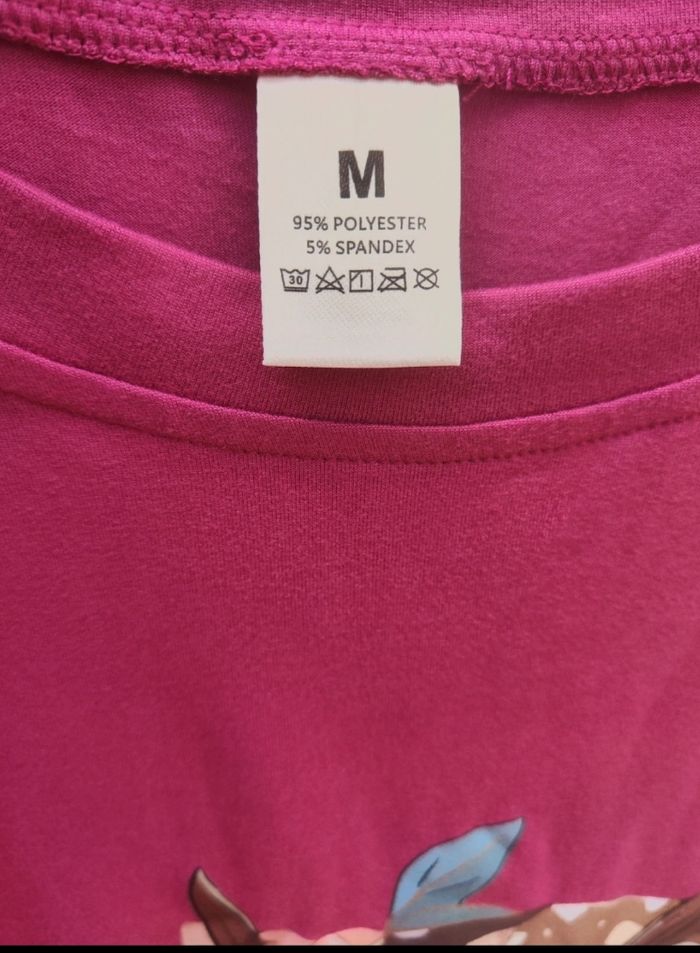 M
95% POLYESTER
5% SPANDEX
30